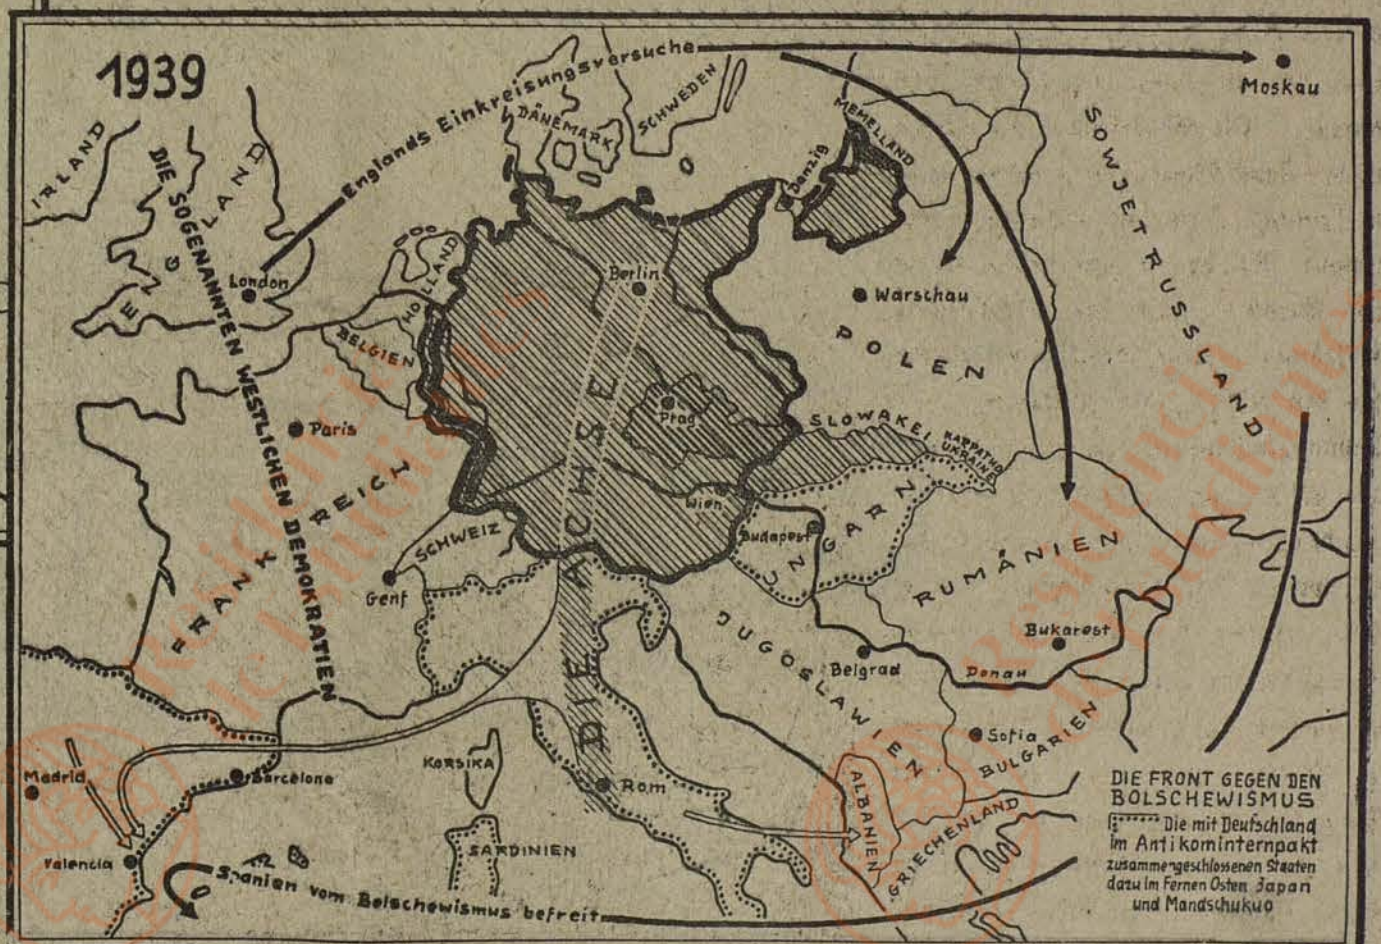 1939
IRLAND
ENGLAND
London
DIE SOGENANNTEN WESTLICHEN DEMOKRATIEN
Englands Einkreisungsversuche
DÄNEMARK
SCHWEDEN
MEMELLAND
Danzig
Moskau
SOWJETRUSSLAND
HOLLAND
BELGIEN
Berlin
Warschau
POLEN
Paris
FRANKREICH
Prag
SLOWAKEI
KARPATHO
UKRAINE
Wien
Budapest
UNGARN
RUMÄNIEN
SCHWEIZ
Genf
DIE ACHSE
JUGOSLAWIEN
Belgrad
Bukarest
Donau
Sofia
BULGARIEN
Madrid
Barcelona
KORSIKA
Rom
ALBANIEN
GRIECHENLAND
Valencia
SARDINIEN
Spanien vom Bolschewismus befreit
DIE FRONT GEGEN DEN
BOLSCHEWISMUS
Die mit Deutschland
im Antikominternpakt
zusammengeschlossenen Staaten
dazu im Fernen Osten Japan
und Mandschukuo